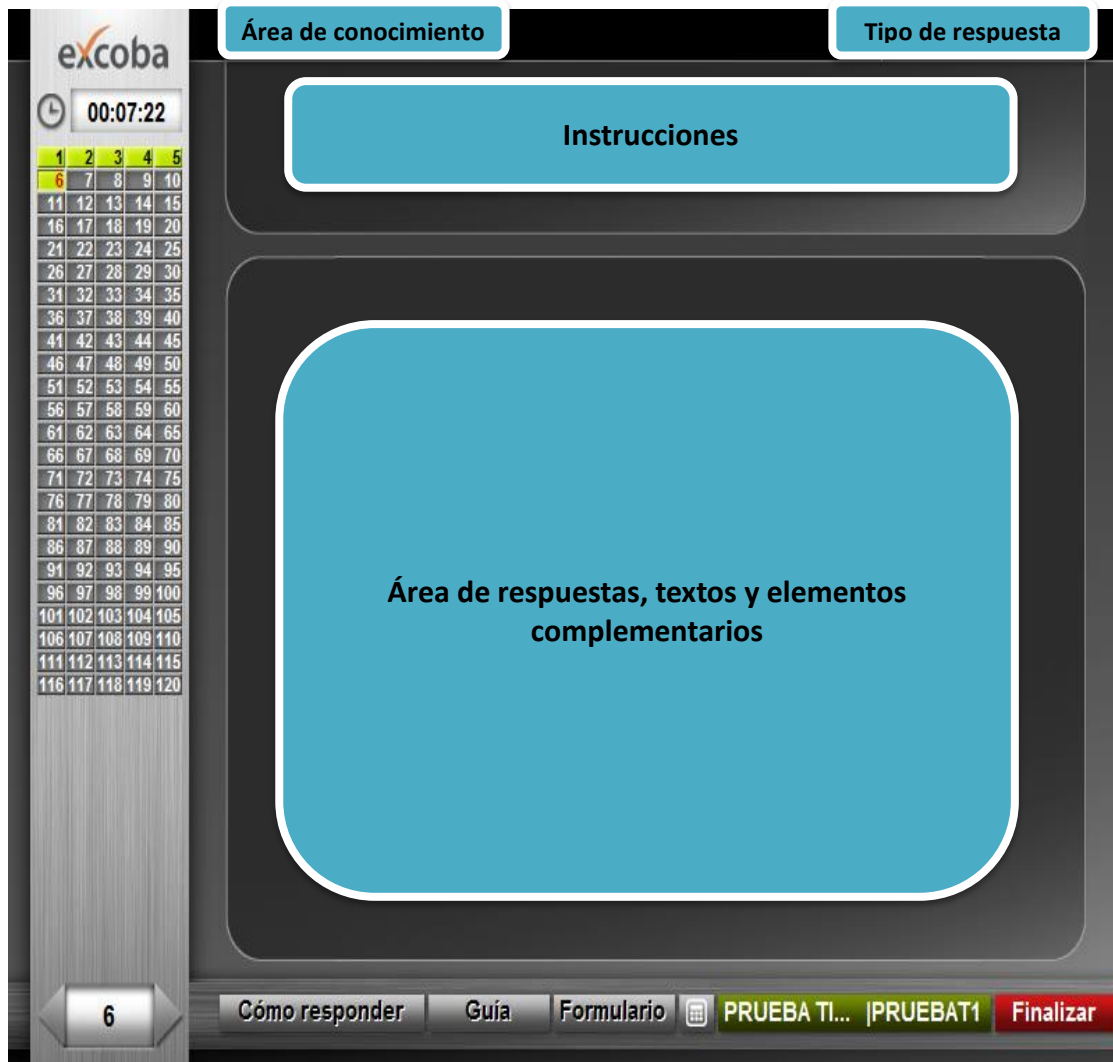 Área de conocimiento
Tipo de respuesta
excoba
00:07:22
Instrucciones
1 2 3 4 5
6 7 8 9 10
11 12 13 14 15
16 17 18 19 20
21 22 23 24 25
26 27 28 29 30
31 32 33 34 35
36 37 38 39 40
41 42 43 44 45
46 47 48 49 50
51 52 53 54 55
56 57 58 59 60
61 62 63 64 65
66 67 68 69 70
71 72 73 74 75
76 77 78 79 80
81 82 83 84 85
86 87 88 89 90
91 92 93 94 95
96 97 98 99 100
101 102 103 104 105
106 107 108 109 110
111 112 113 114 115
116 117 118 119 120
Área de respuestas, textos y elementos
complementarios
6
Cómo responder
Guía
Formulario
PRUEBA TI... |PRUEBAT1
Finalizar